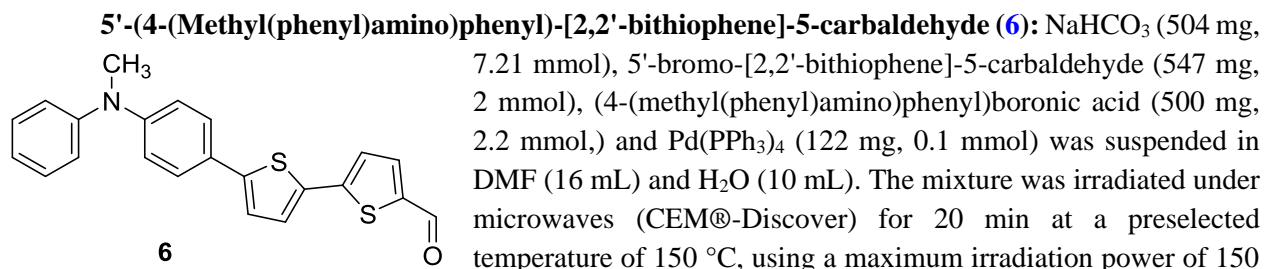 5'-(4-(Methyl(phenyl)amino)phenyl)-[2,2'-bithiophene]-5-carbaldehyde (6): NaHCO₃ (504 mg,
CH₃
N
S
S
O
6
7.21 mmol), 5'-bromo-[2,2'-bithiophene]-5-carbaldehyde (547 mg,
2 mmol), (4-(methyl(phenyl)amino)phenyl)boronic acid (500 mg,
2.2 mmol,) and Pd(PPh₃)₄ (122 mg, 0.1 mmol) was suspended in
DMF (16 mL) and H₂O (10 mL). The mixture was irradiated under
microwaves (CEM®-Discover) for 20 min at a preselected
temperature of 150 °C, using a maximum irradiation power of 150